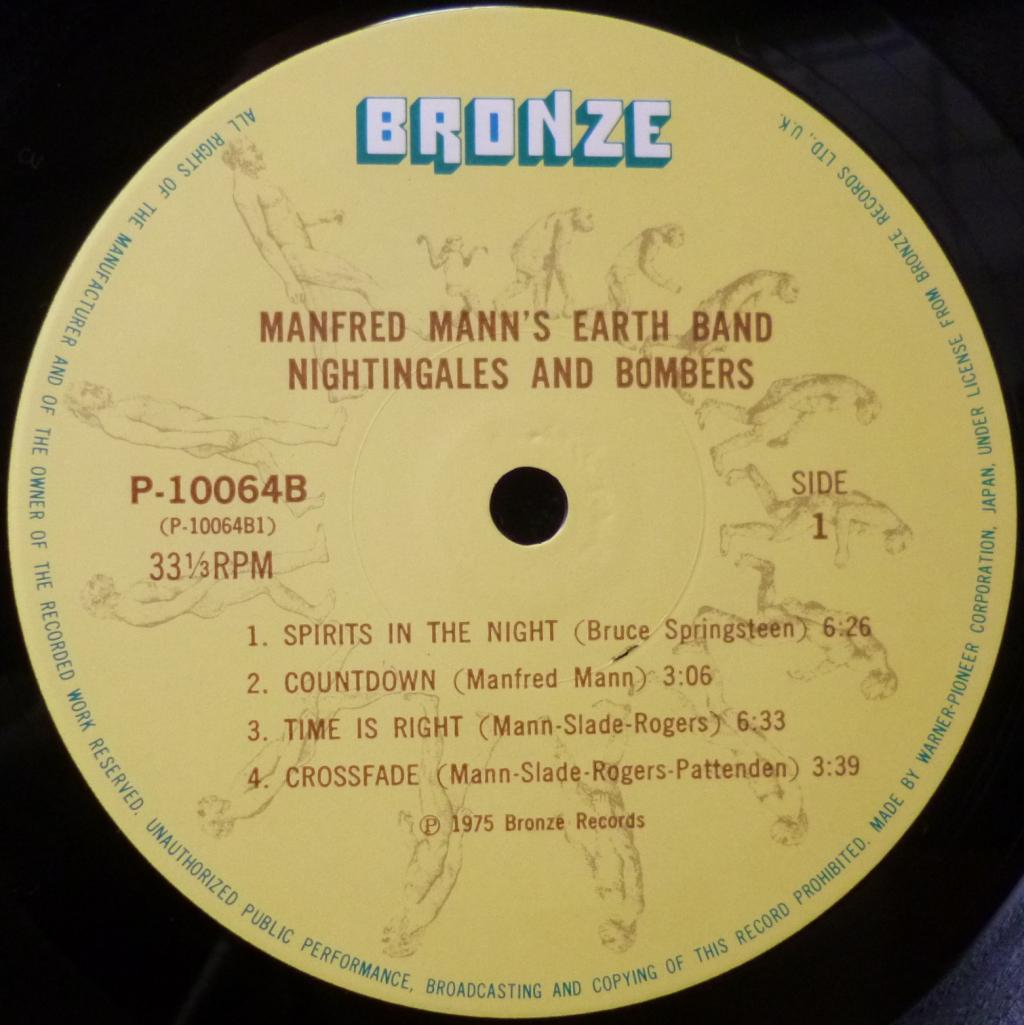 BRONZE
MANFRED MANN'S EARTH BAND
NIGHTINGALES AND BOMBERS
P-10064B
(P-10064B1)
33⅓RPM
SIDE
1
1. SPIRITS IN THE NIGHT (Bruce Springsteen) 6:26
2. COUNTDOWN (Manfred Mann) 3:06
3. TIME IS RIGHT (Mann-Slade-Rogers) 6:33
4. CROSSFADE (Mann-Slade-Rogers-Pattenden) 3:39
℗ 1975 Bronze Records
ALL RIGHTS OF THE MANUFACTURER AND OF THE OWNER OF THE RECORDED WORK RESERVED. UNAUTHORIZED PUBLIC PERFORMANCE, BROADCASTING AND COPYING OF THIS RECORD PROHIBITED. MADE BY WARNER-PIONEER CORPORATION, JAPAN, UNDER LICENSE FROM BRONZE RECORDS LTD., U.K.